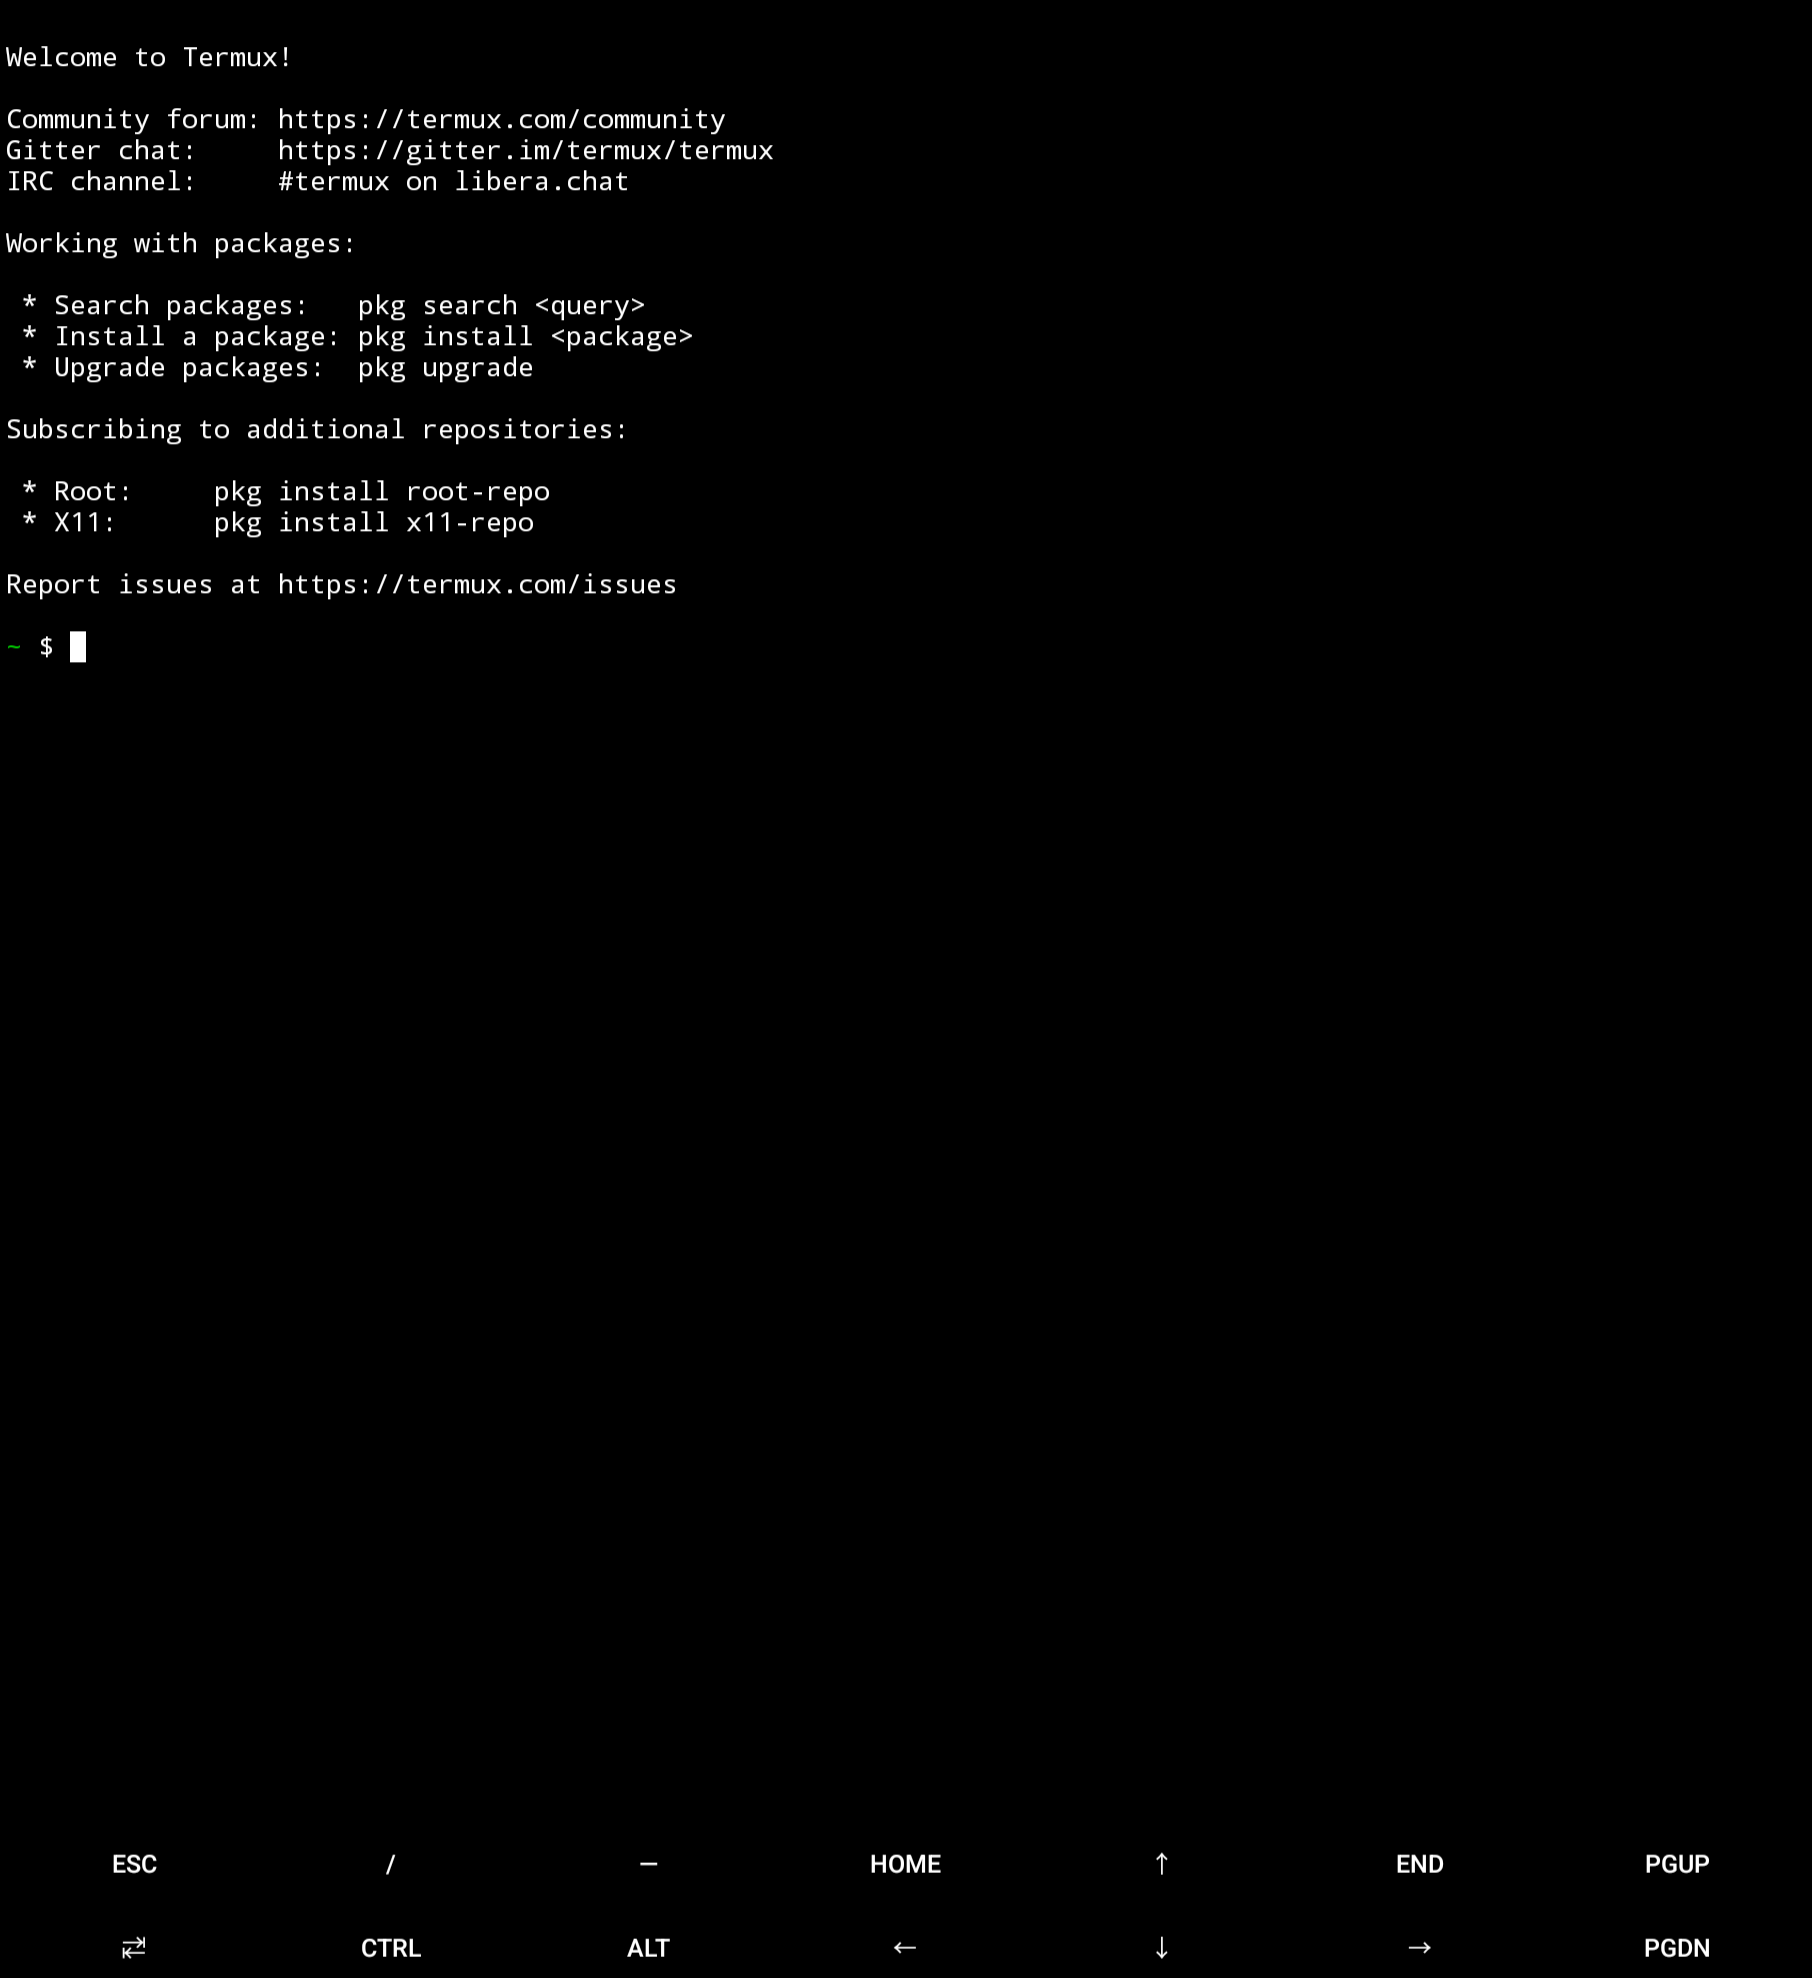 Welcome to Termux!
Community forum: https://termux.com/community
Gitter chat:     https://gitter.im/termux/termux
IRC channel:     #termux on libera.chat
Working with packages:
 * Search packages:   pkg search <query>
 * Install a package: pkg install <package>
 * Upgrade packages:  pkg upgrade
Subscribing to additional repositories:
 * Root:     pkg install root-repo
 * X11:      pkg install x11-repo
Report issues at https://termux.com/issues
~ $
ESC / — HOME ↑ END PGUP
⇄ CTRL ALT ← ↓ → PGDN